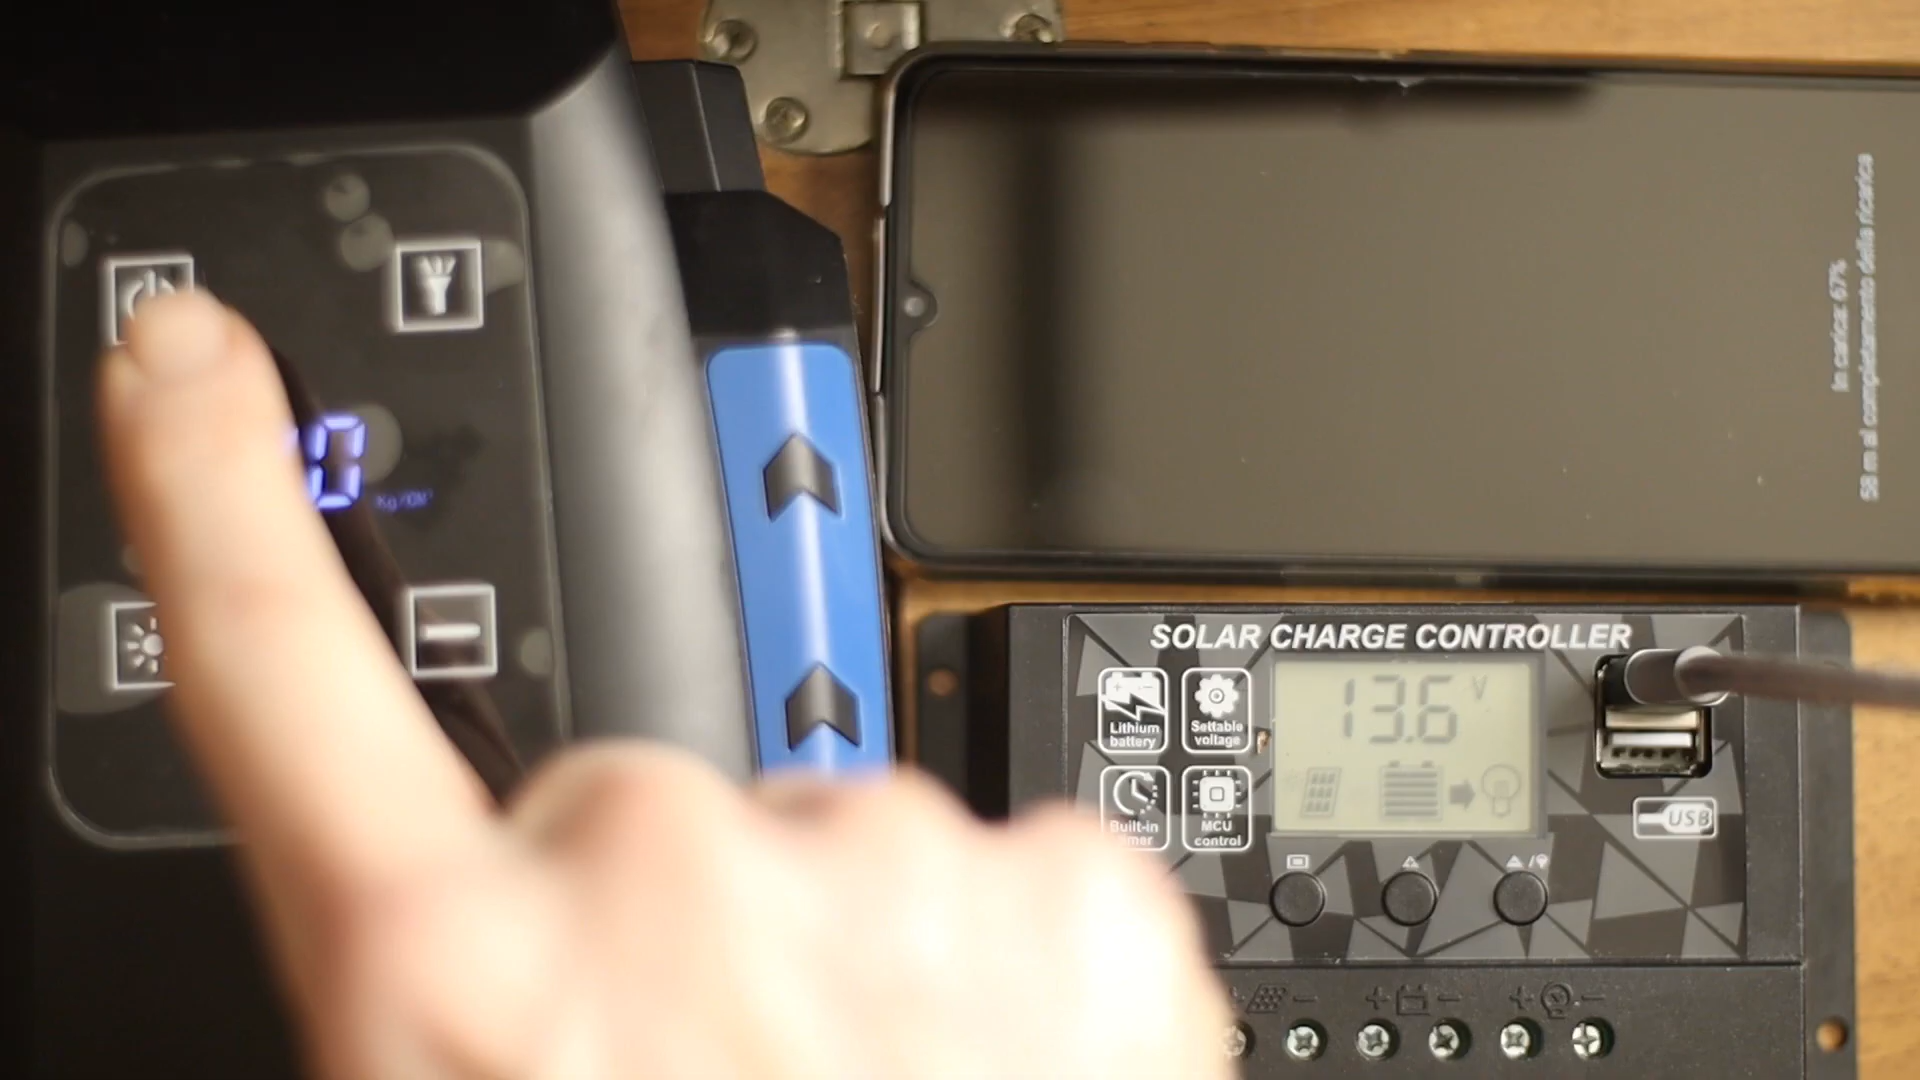 0
Kg/cm²
In carica: 67%
58 m al completamento della ricarica
SOLAR CHARGE CONTROLLER
Lithium
battery
Settable
voltage
Built-in
MCU
control
13.6 V
USB